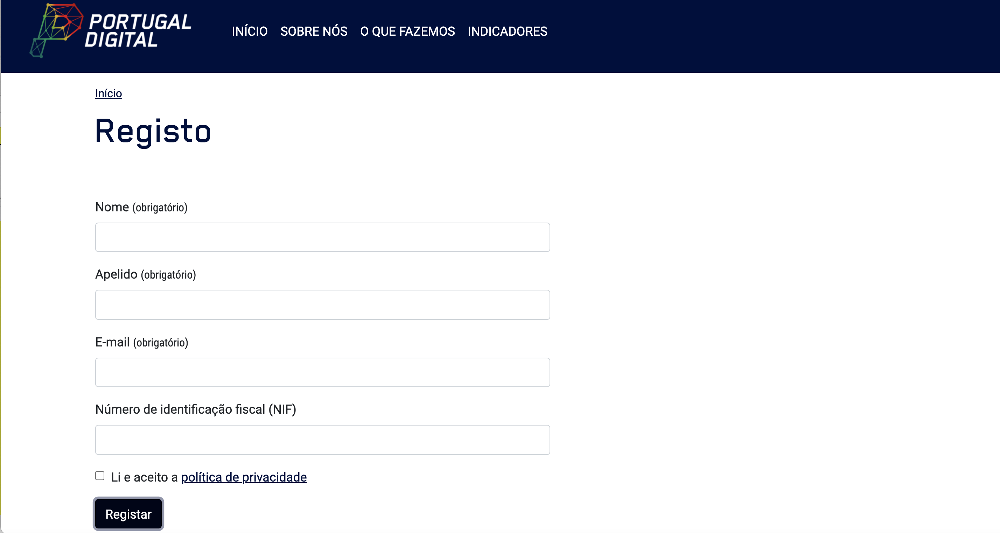 PORTUGAL
DIGITAL
INÍCIO SOBRE NÓS O QUE FAZEMOS INDICADORES
Início
Registo
Nome (obrigatório)
Apelido (obrigatório)
E-mail (obrigatório)
Número de identificação fiscal (NIF)
Li e aceito a política de privacidade
Registar